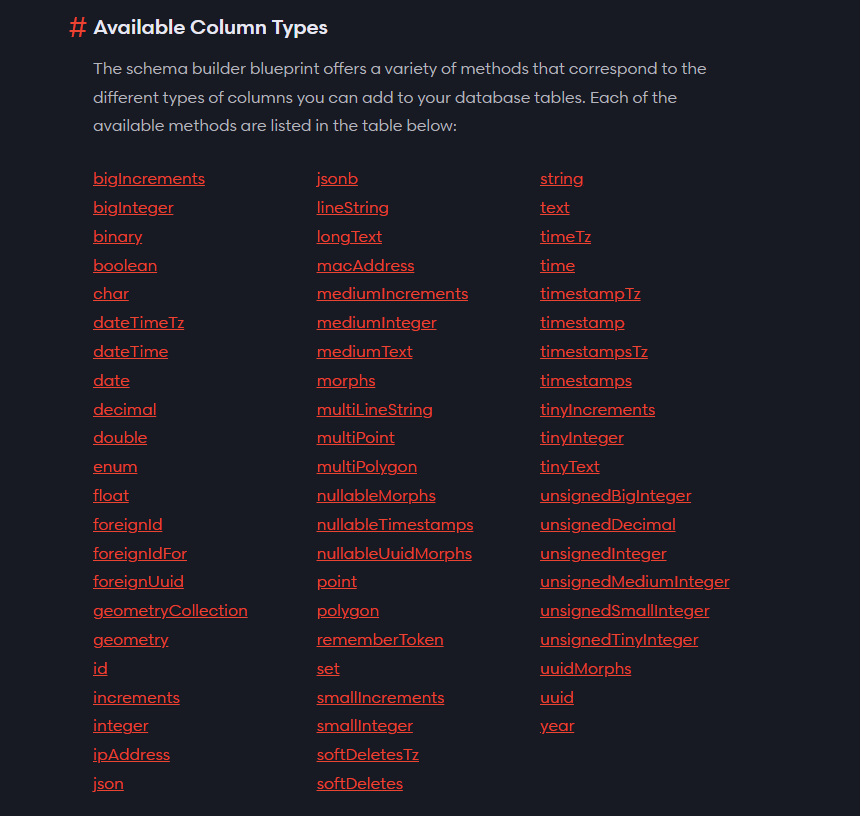 # Available Column Types
The schema builder blueprint offers a variety of methods that correspond to the
different types of columns you can add to your database tables. Each of the
available methods are listed in the table below:
bigIncrements
bigInteger
binary
boolean
char
dateTimeTz
dateTime
date
decimal
double
enum
float
foreignId
foreignIdFor
foreignUuid
geometryCollection
geometry
id
increments
integer
ipAddress
json
jsonb
lineString
longText
macAddress
mediumIncrements
mediumInteger
mediumText
morphs
multiLineString
multiPoint
multiPolygon
nullableMorphs
nullableTimestamps
nullableUuidMorphs
point
polygon
rememberToken
set
smallIncrements
smallInteger
softDeletesTz
softDeletes
string
text
timeTz
time
timestampTz
timestamp
timestampsTz
timestamps
tinyIncrements
tinyInteger
tinyText
unsignedBigInteger
unsignedDecimal
unsignedInteger
unsignedMediumInteger
unsignedSmallInteger
unsignedTinyInteger
uuidMorphs
uuid
year